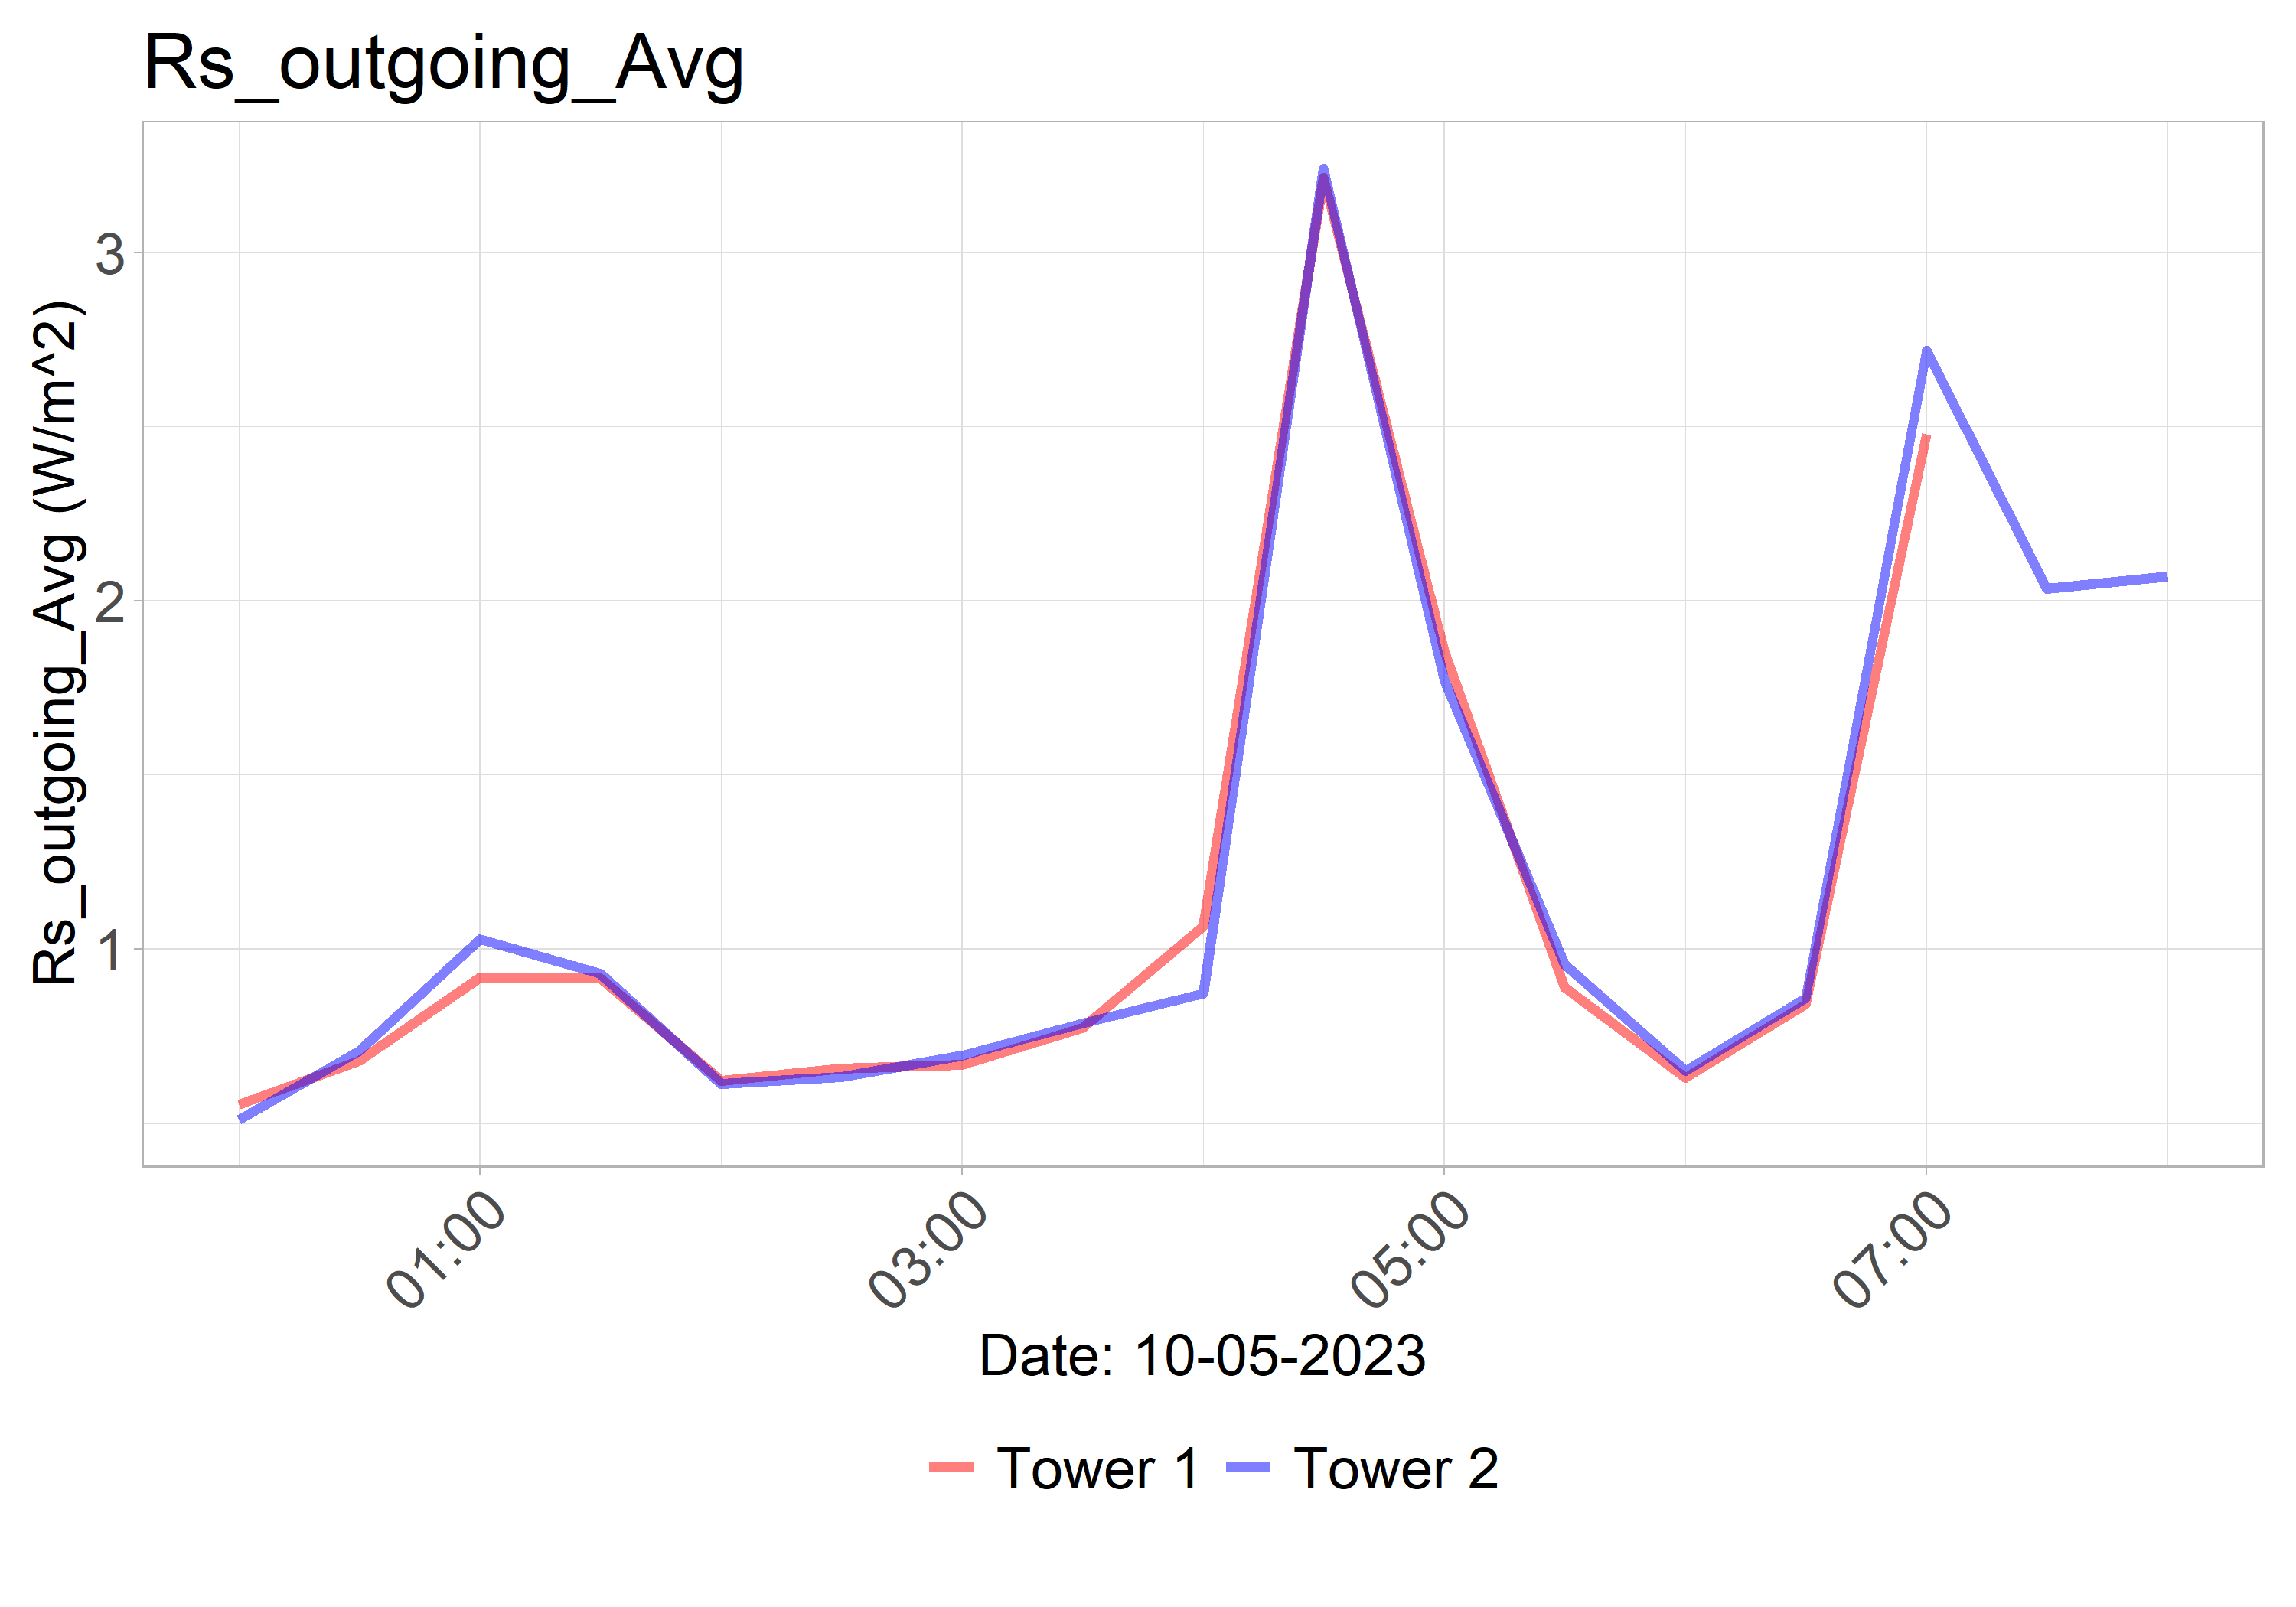 Rs_outgoing_Avg
Rs_outgoing_Avg (W/m^2)
3
2
1
01:00
03:00
05:00
07:00
Date: 10-05-2023
Tower 1
Tower 2